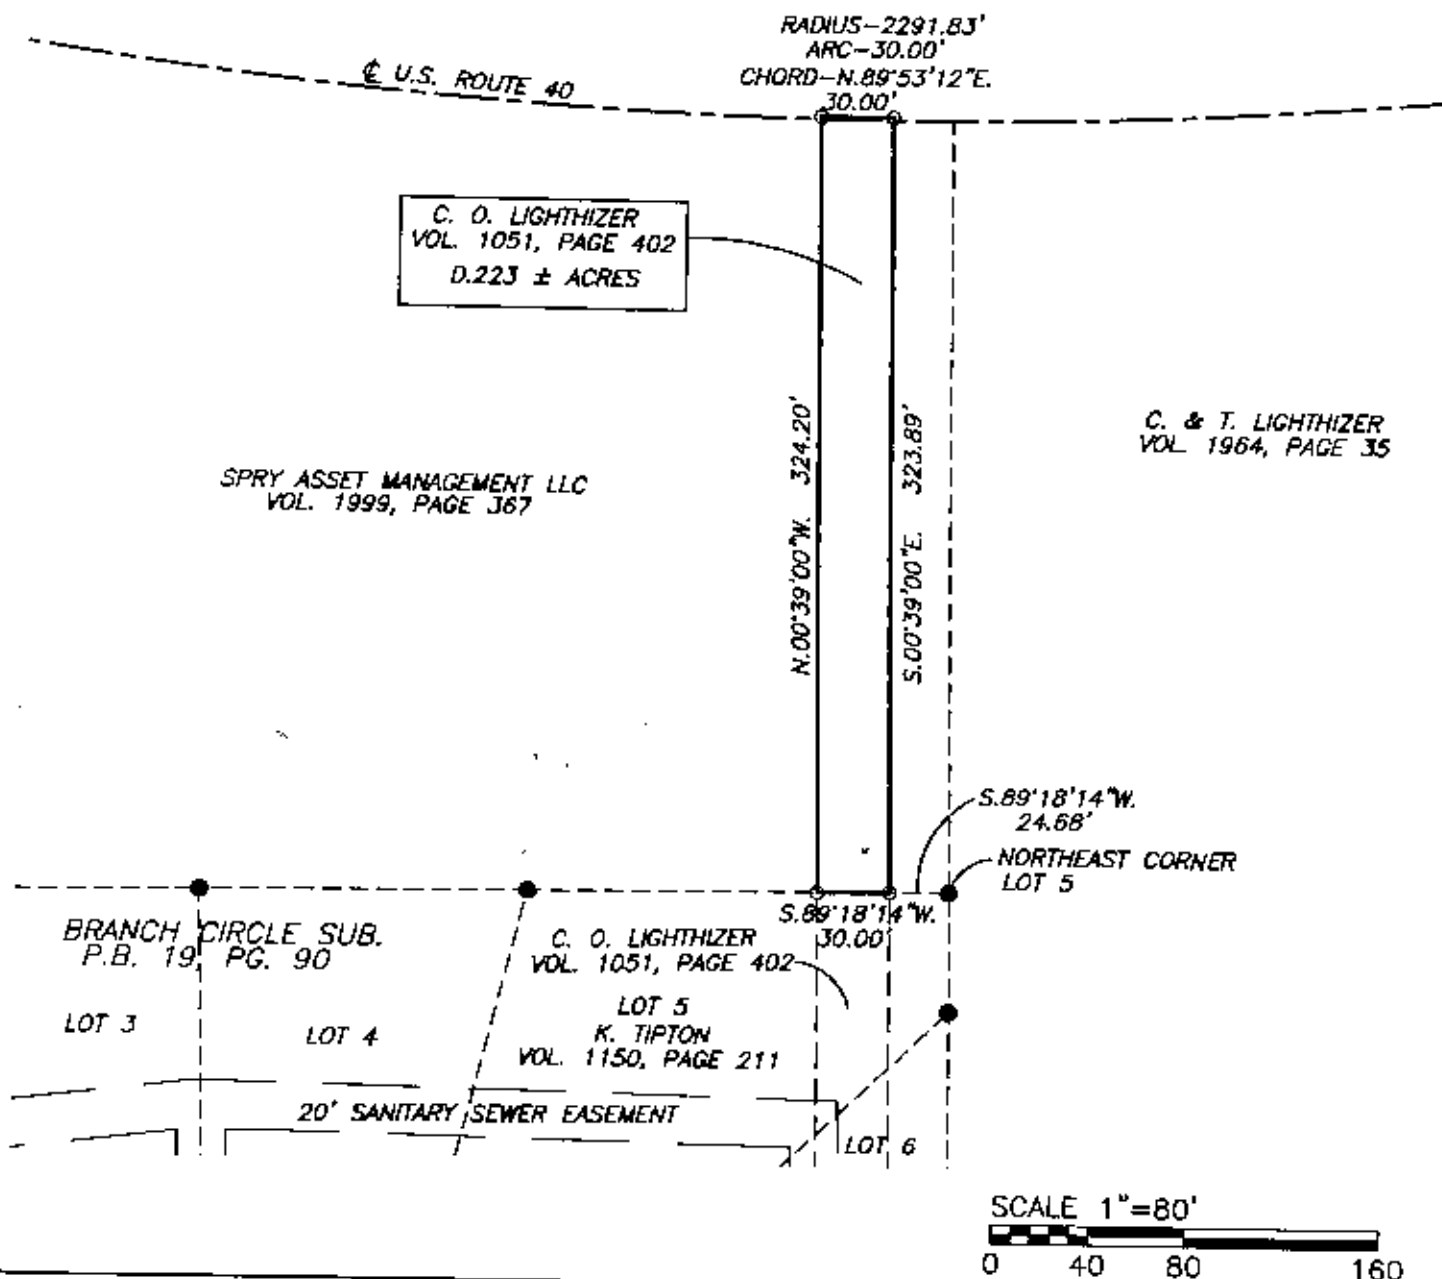 RADIUS-2291.83'
ARC-30.00'
CHORD-N.89°53'12"E.
30.00'
℄ U.S. ROUTE 40
C. O. LIGHTHIZER
VOL. 1051, PAGE 402
0.223 ± ACRES
N.00°39'00"W. 324.20'
S.00°39'00"E. 323.89'
C. & T. LIGHTHIZER
VOL. 1964, PAGE 35
SPRY ASSET MANAGEMENT LLC
VOL. 1999, PAGE 367
S.89°18'14"W.
24.68'
NORTHEAST CORNER
LOT 5
S.89°18'14"W.
30.00'
BRANCH CIRCLE SUB.
P.B. 19, PG. 90
C. O. LIGHTHIZER
VOL. 1051, PAGE 402
LOT 3
LOT 4
LOT 5
K. TIPTON
VOL. 1150, PAGE 211
20' SANITARY SEWER EASEMENT
LOT 6
SCALE 1"=80'
0 40 80 160